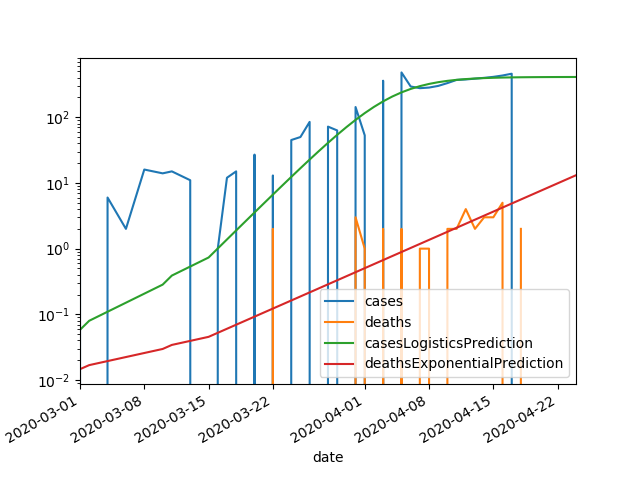 10²
10¹
10⁰
10⁻¹
10⁻²
cases
deaths
casesLogisticsPrediction
deathsExponentialPrediction
2020-03-01
2020-03-08
2020-03-15
2020-03-22
2020-04-01
2020-04-08
2020-04-15
2020-04-22
date